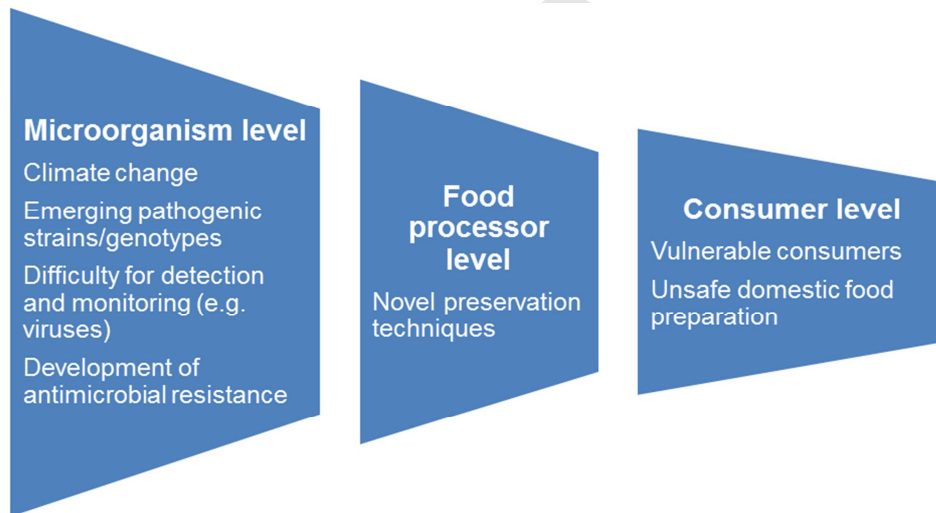 Microorganism level
Climate change
Emerging pathogenic
strains/genotypes
Difficulty for detection
and monitoring (e.g.
viruses)
Development of
antimicrobial resistance
Food
processor
level
Novel preservation
techniques
Consumer level
Vulnerable consumers
Unsafe domestic food
preparation